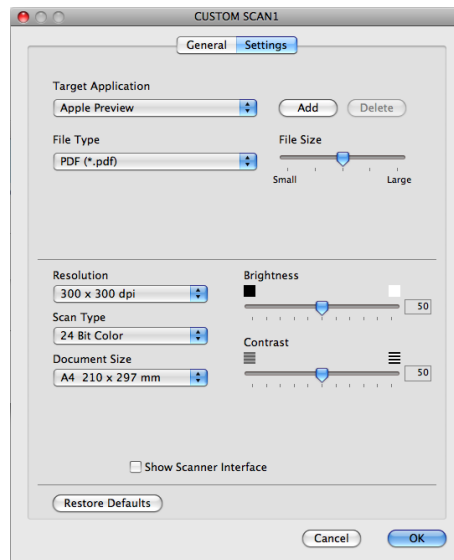 CUSTOM SCAN1
General Settings
Target Application
Apple Preview Add Delete
File Type File Size
PDF (*.pdf)
Small Large
Resolution Brightness
300 x 300 dpi 50
Scan Type
24 Bit Color Contrast
Document Size
A4 210 x 297 mm 50
Show Scanner Interface
Restore Defaults
Cancel OK